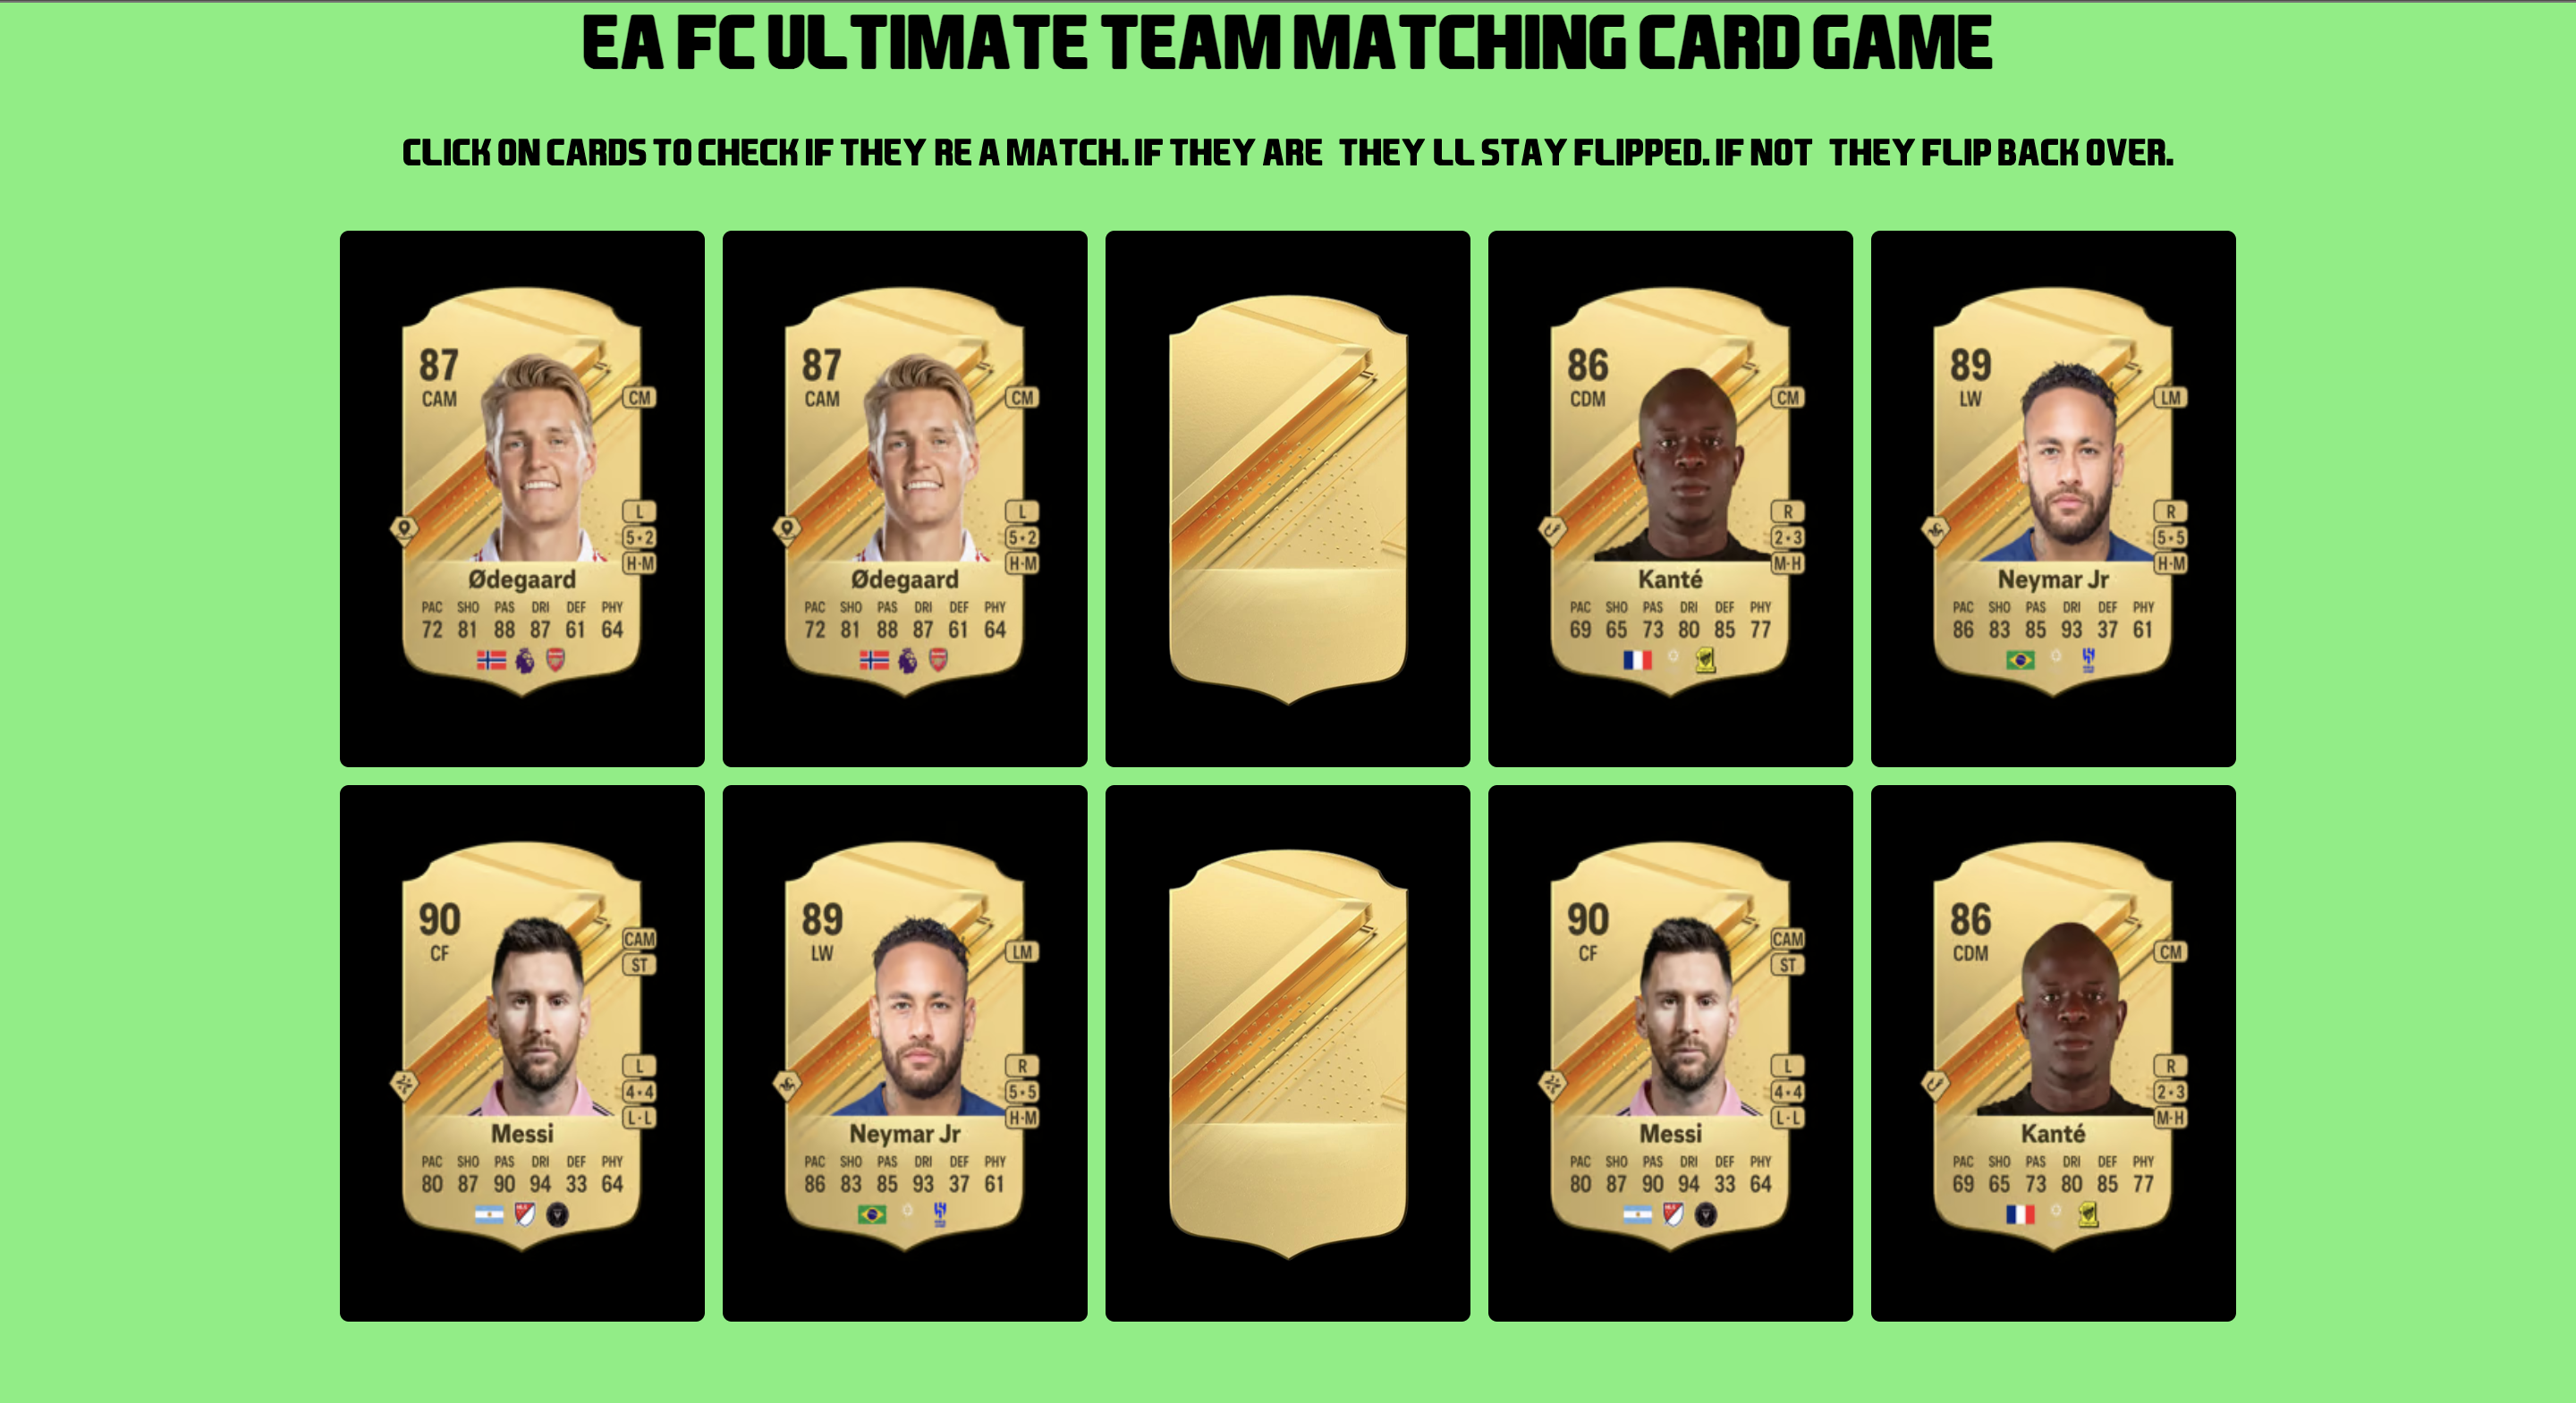 EA FC ULTIMATE TEAM MATCHING CARD GAME
CLICK ON CARDS TO CHECK IF THEY RE A MATCH. IF THEY ARE THEY LL STAY FLIPPED. IF NOT THEY FLIP BACK OVER.
87
CAM
CM
L
5•2
H·M
Ødegaard
PAC SHO PAS DRI DEF PHY
72 81 88 87 61 64
87
CAM
CM
L
5•2
H·M
Ødegaard
PAC SHO PAS DRI DEF PHY
72 81 88 87 61 64
86
CDM
CM
R
2•3
M·H
Kanté
PAC SHO PAS DRI DEF PHY
69 65 73 80 85 77
89
LW
LM
R
5•5
H·M
Neymar Jr
PAC SHO PAS DRI DEF PHY
86 83 85 93 37 61
90
CF
CAM
ST
L
4•4
L·L
Messi
PAC SHO PAS DRI DEF PHY
80 87 90 94 33 64
89
LW
LM
R
5•5
H·M
Neymar Jr
PAC SHO PAS DRI DEF PHY
86 83 85 93 37 61
90
CF
CAM
ST
L
4•4
L·L
Messi
PAC SHO PAS DRI DEF PHY
80 87 90 94 33 64
86
CDM
CM
R
2•3
M·H
Kanté
PAC SHO PAS DRI DEF PHY
69 65 73 80 85 77